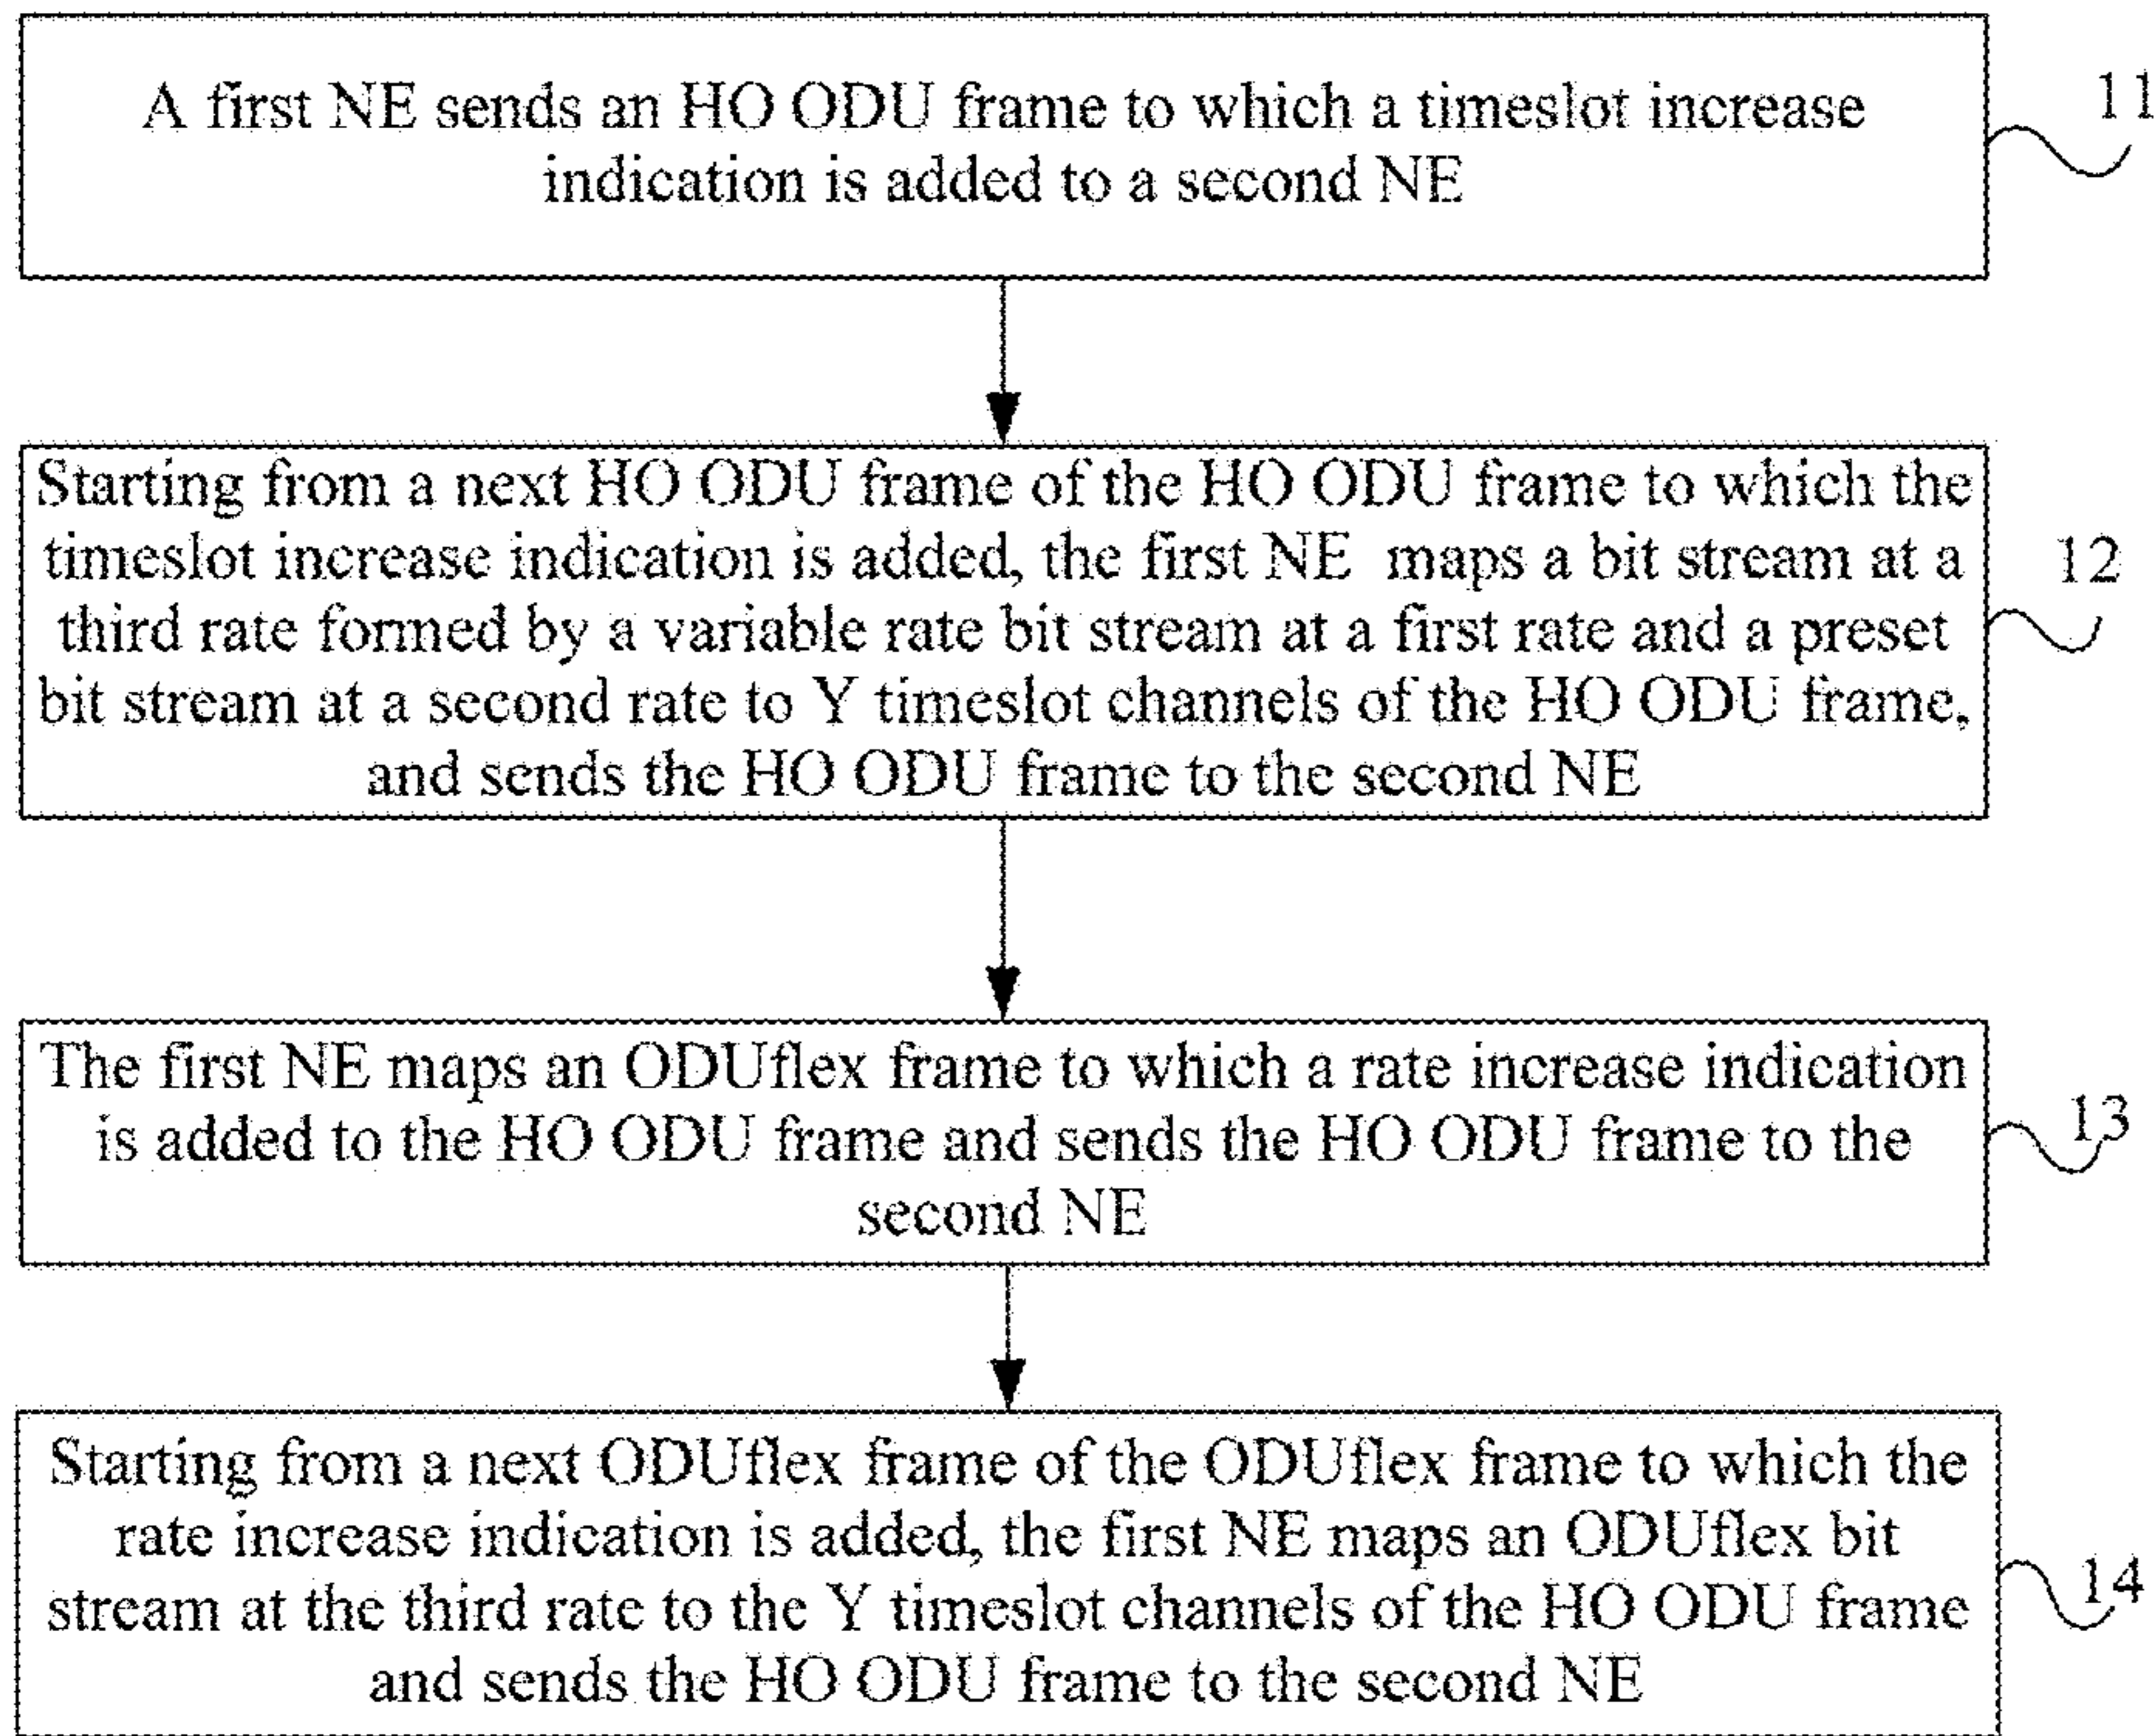 A first NE sends an HO ODU frame to which a timeslot increase
indication is added to a second NE
11
Starting from a next HO ODU frame of the HO ODU frame to which the
timeslot increase indication is added, the first NE maps a bit stream at a
third rate formed by a variable rate bit stream at a first rate and a preset
bit stream at a second rate to Y timeslot channels of the HO ODU frame,
and sends the HO ODU frame to the second NE
12
The first NE maps an ODUflex frame to which a rate increase indication
is added to the HO ODU frame and sends the HO ODU frame to the
second NE
13
Starting from a next ODUflex frame of the ODUflex frame to which the
rate increase indication is added, the first NE maps an ODUflex bit
stream at the third rate to the Y timeslot channels of the HO ODU frame
and sends the HO ODU frame to the second NE
14